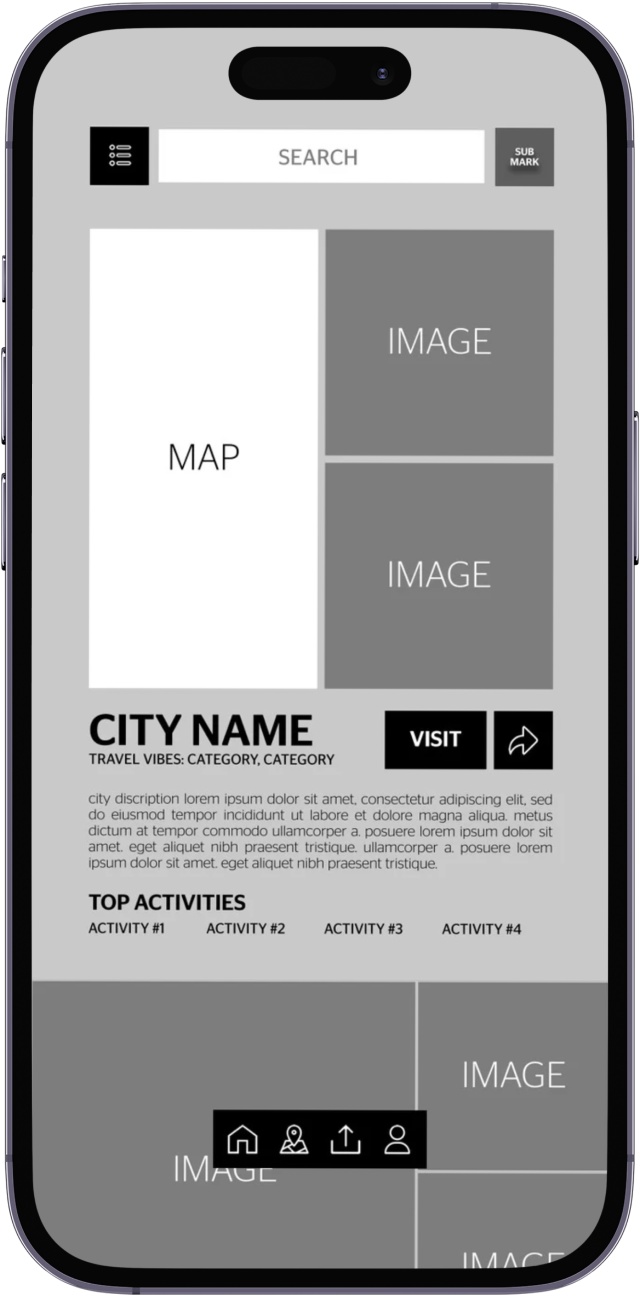 SEARCH
SUB
MARK
MAP
IMAGE
IMAGE
CITY NAME
TRAVEL VIBES: CATEGORY, CATEGORY
VISIT
city discription lorem ipsum dolor sit amet, consectetur adipiscing elit, sed
do eiusmod tempor incididunt ut labore et dolore magna aliqua. metus
dictum at tempor commodo ullamcorper a. posuere lorem ipsum dolor sit
amet. eget aliquet nibh praesent tristique. ullamcorper a. posuere lorem
ipsum dolor sit amet. eget aliquet nibh praesent tristique.
TOP ACTIVITIES
ACTIVITY #1 ACTIVITY #2 ACTIVITY #3 ACTIVITY #4
IMAGE
IMAGE
IMAGE